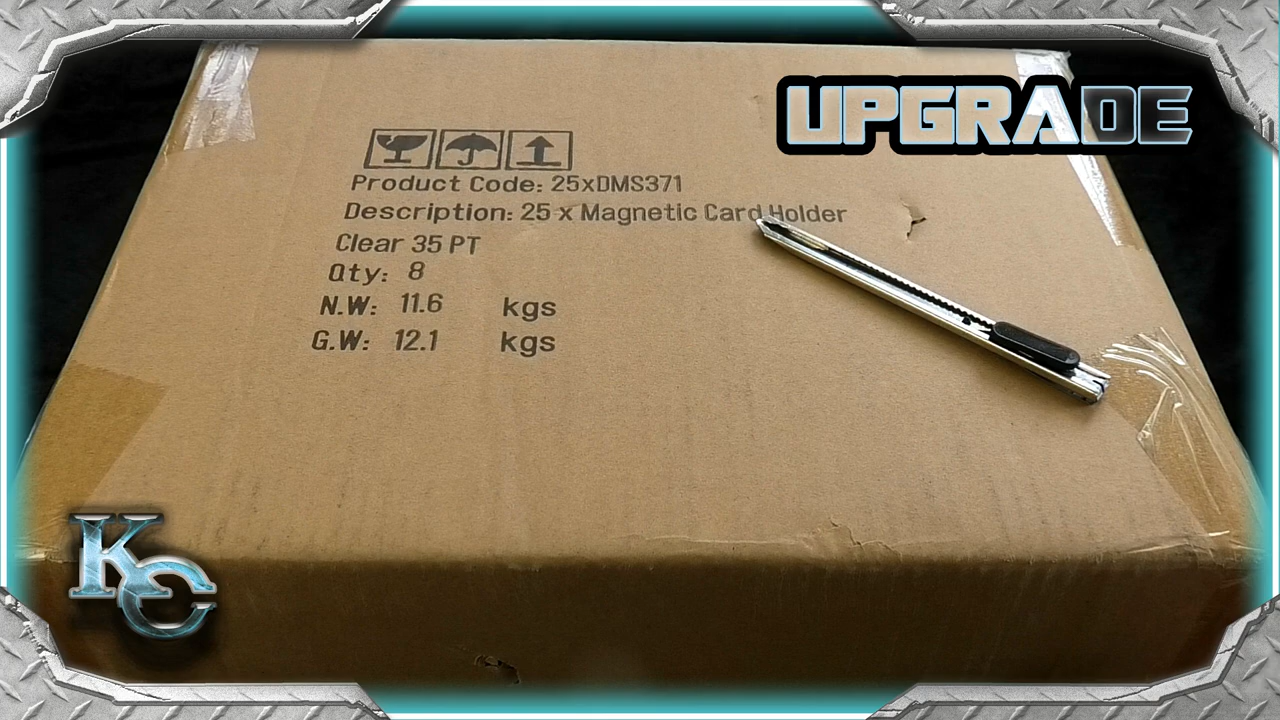 UPGRADE
Product Code: 25xDMS371
Description: 25 x Magnetic Card Holder
Clear 35 PT
Qty: 8
N.W: 11.6 kgs
G.W: 12.1 kgs
KC